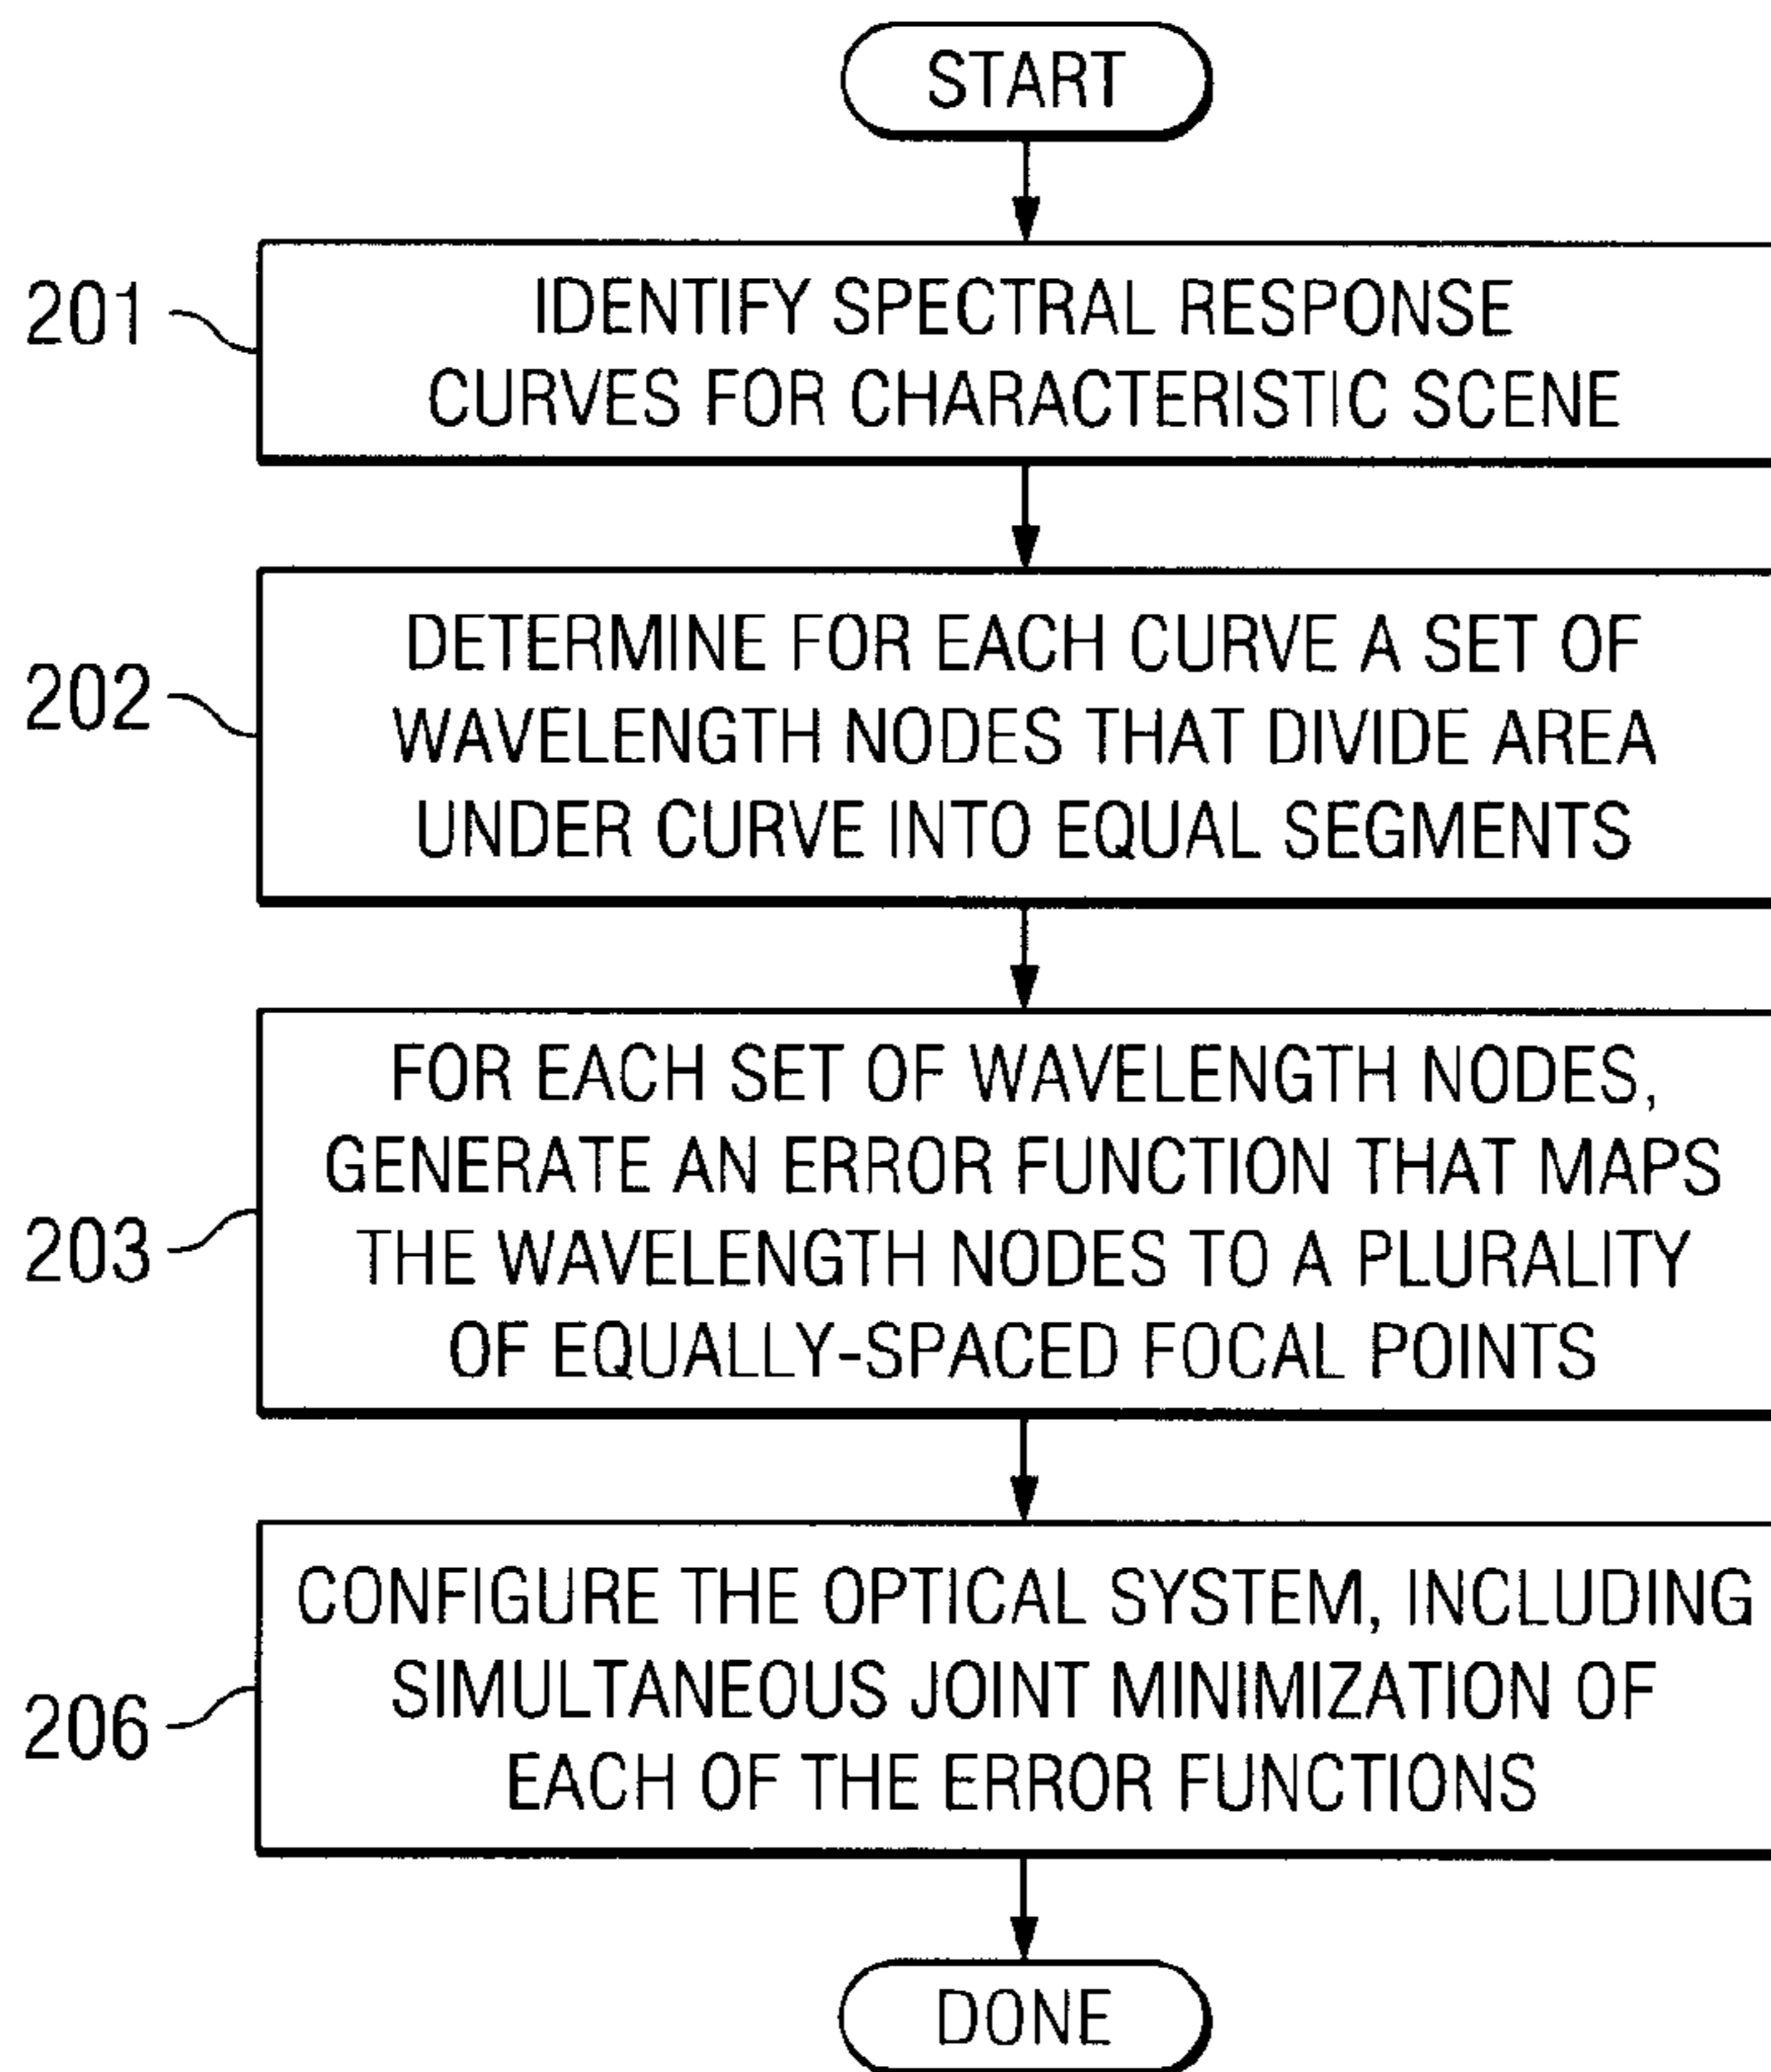 START
201
IDENTIFY SPECTRAL RESPONSE
CURVES FOR CHARACTERISTIC SCENE
202
DETERMINE FOR EACH CURVE A SET OF
WAVELENGTH NODES THAT DIVIDE AREA
UNDER CURVE INTO EQUAL SEGMENTS
203
FOR EACH SET OF WAVELENGTH NODES,
GENERATE AN ERROR FUNCTION THAT MAPS
THE WAVELENGTH NODES TO A PLURALITY
OF EQUALLY-SPACED FOCAL POINTS
206
CONFIGURE THE OPTICAL SYSTEM, INCLUDING
SIMULTANEOUS JOINT MINIMIZATION OF
EACH OF THE ERROR FUNCTIONS
DONE